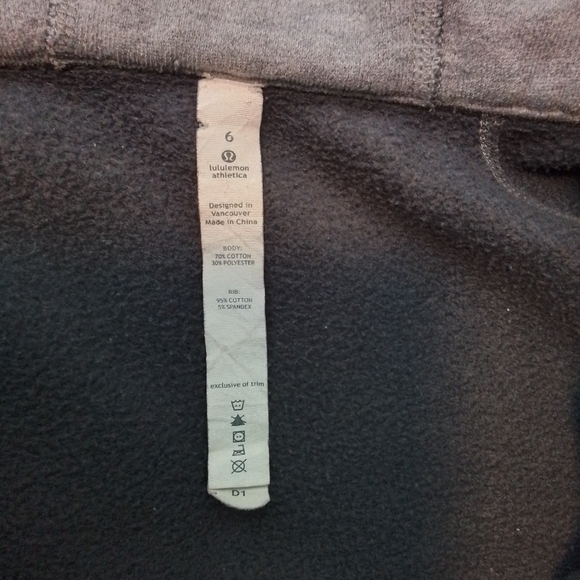 6
lululemon
athletica
Designed in
Vancouver
Made in China
BODY:
70% COTTON
30% POLYESTER
RIB:
95% COTTON
5% SPANDEX
exclusive of trim
D1